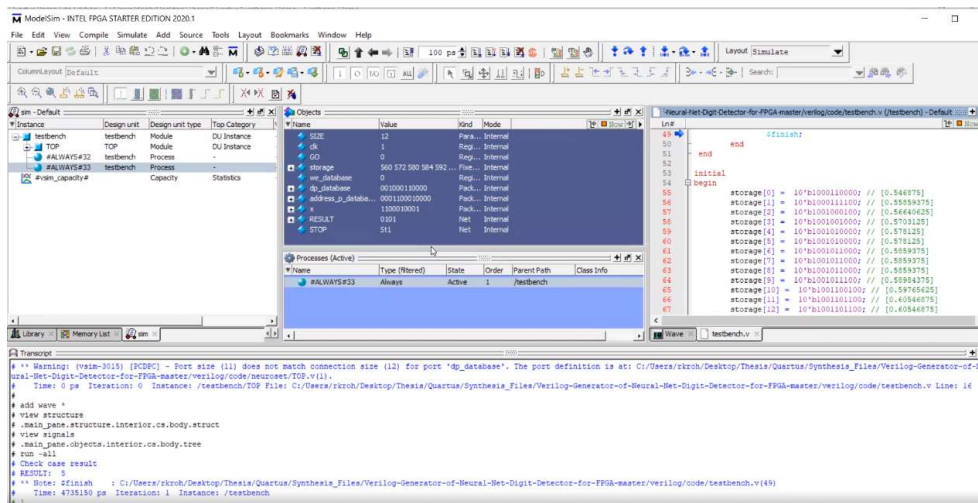 ModelSim - INTEL FPGA STARTER EDITION 2020.1
File Edit View Compile Simulate Add Source Tools Layout Bookmarks Window Help
100 ps
Layout Simulate
ColumnLayout Default
Search:
sim - Default
Instance Design unit Design unit type Top Category
testbench testbench Module DU Instance
TOP TOP Module DU Instance
#ALWAYS#32 testbench Process -
#ALWAYS#33 testbench Process -
#vsim_capacity# Capacity Statistics
Library Memory List sim
Objects
Name Value Kind Mode
SIZE 12 Para... Internal
clk 1 Regi... Internal
GO 0 Regi... Internal
storage 560 572 580 584 592 ... Fixe... Internal
we_database 0 Regi... Internal
dp_database 001000110000 Pack... Internal
address_p_databa... 0001100010000 Pack... Internal
x 1100010001 Pack... Internal
RESULT 0101 Net Internal
STOP St1 Net Internal
Processes (Active)
Name Type (filtered) State Order Parent Path Class Info
#ALWAYS#33 Always Active 1 /testbench
-Neural-Net-Digit-Detector-for-FPGA-master/verilog/code/testbench.v (/testbench) - Default
Ln#
49 $finish;
50 end
51 end
52
53 initial
54 begin
55 storage[0] = 10'b1000110000; // [0.546875]
56 storage[1] = 10'b1000111100; // [0.55859375]
57 storage[2] = 10'b1001000100; // [0.56640625]
58 storage[3] = 10'b1001001000; // [0.5703125]
59 storage[4] = 10'b1001010000; // [0.578125]
60 storage[5] = 10'b1001010000; // [0.578125]
61 storage[6] = 10'b1001011000; // [0.5859375]
62 storage[7] = 10'b1001011000; // [0.5859375]
63 storage[8] = 10'b1001011000; // [0.5859375]
64 storage[9] = 10'b1001011100; // [0.58984375]
65 storage[10] = 10'b1001100100; // [0.59765625]
66 storage[11] = 10'b1001101100; // [0.60546875]
67 storage[12] = 10'b1001101100; // [0.60546875]
Wave testbench.v
Transcript
# ** Warning: (vsim-3015) [PCDPC] - Port size (11) does not match connection size (12) for port 'dp_database'. The port definition is at: C:/Users/rkroh/Desktop/Thesis/Quartus/Synthesis_Files/Verilog-Generator-of-
ural-Net-Digit-Detector-for-FPGA-master/verilog/code/neuroset/TOP.v(1).
# Time: 0 ps Iteration: 0 Instance: /testbench/TOP File: C:/Users/rkroh/Desktop/Thesis/Quartus/Synthesis_Files/Verilog-Generator-of-Neural-Net-Digit-Detector-for-FPGA-master/verilog/code/testbench.v Line: 16
#
# add wave *
# view structure
# .main_pane.structure.interior.cs.body.struct
# view signals
# .main_pane.objects.interior.cs.body.tree
# run -all
# Check case result
# RESULT: 5
# ** Note: $finish : C:/Users/rkroh/Desktop/Thesis/Quartus/Synthesis_Files/Verilog-Generator-of-Neural-Net-Digit-Detector-for-FPGA-master/verilog/code/testbench.v(49)
# Time: 4735150 ps Iteration: 1 Instance: /testbench